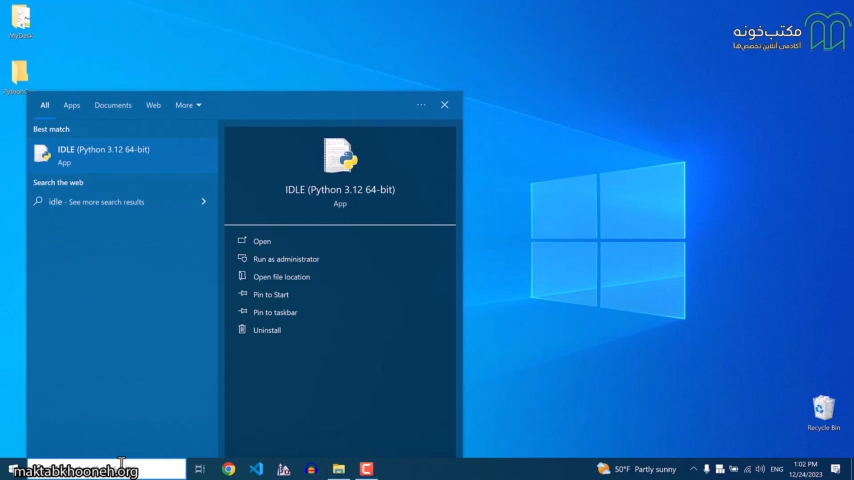 MyDesk
مکتب‌خونه
آکادمی آنلاین تخصص‌ها
All
Apps
Documents
Web
More
Best match
IDLE (Python 3.12 64-bit)
App
Search the web
idle - See more search results
IDLE (Python 3.12 64-bit)
App
Open
Run as administrator
Open file location
Pin to Start
Pin to taskbar
Uninstall
Recycle Bin
maktabkhooneh.org
50°F Partly sunny
ENG
1:02 PM
12/24/2023